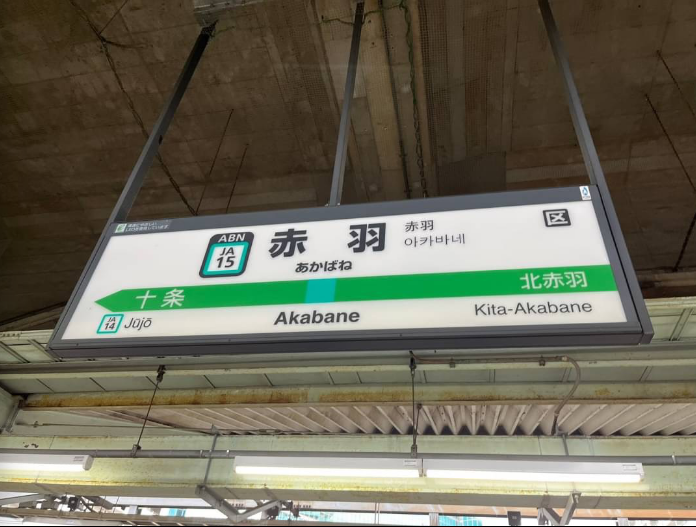 ABN
JA
15
赤羽
赤羽
아카바네
区
あかばね
十条
北赤羽
JA
14
Jūjō
Akabane
Kita-Akabane